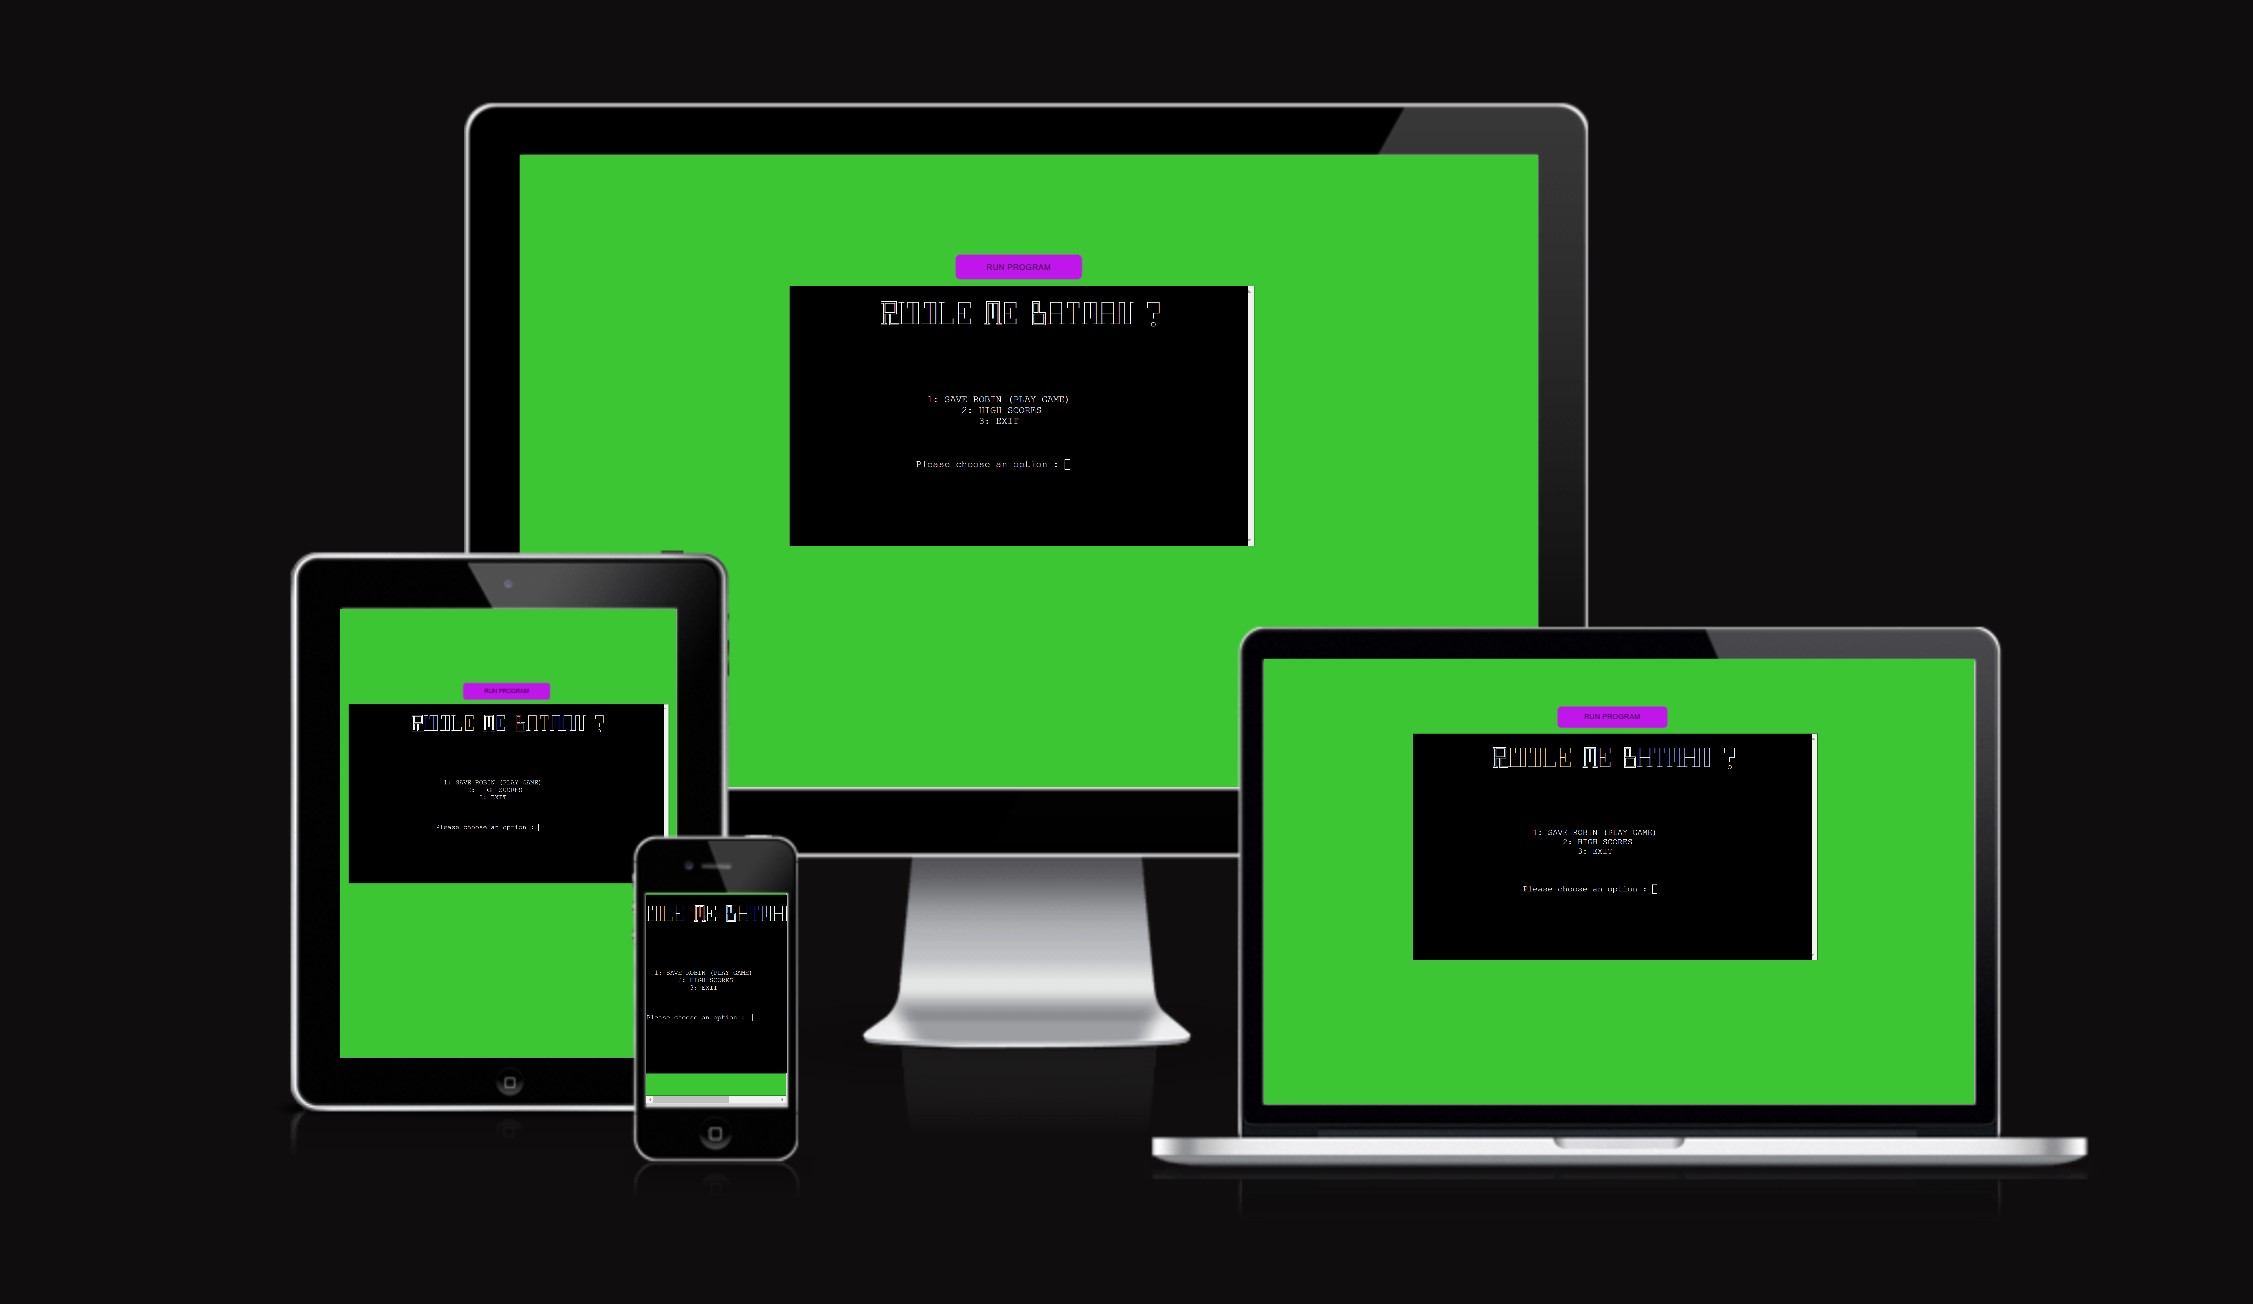 RUN PROGRAM
RIDDLE ME BATMAN ?
1: SAVE ROBIN (PLAY GAME)
2: HIGH SCORES
3: EXIT
Please choose an option :
RUN PROGRAM
RIDDLE ME BATMAN ?
1: SAVE ROBIN (PLAY GAME)
2: HIGH SCORES
3: EXIT
Please choose an option :
ME BATMA
1: SAVE ROBIN (PLAY GAME)
2: HIGH SCORES
3: EXIT
Please choose an option :
RUN PROGRAM
RIDDLE ME BATMAN ?
1: SAVE ROBIN (PLAY GAME)
2: HIGH SCORES
3: EXIT
Please choose an option :